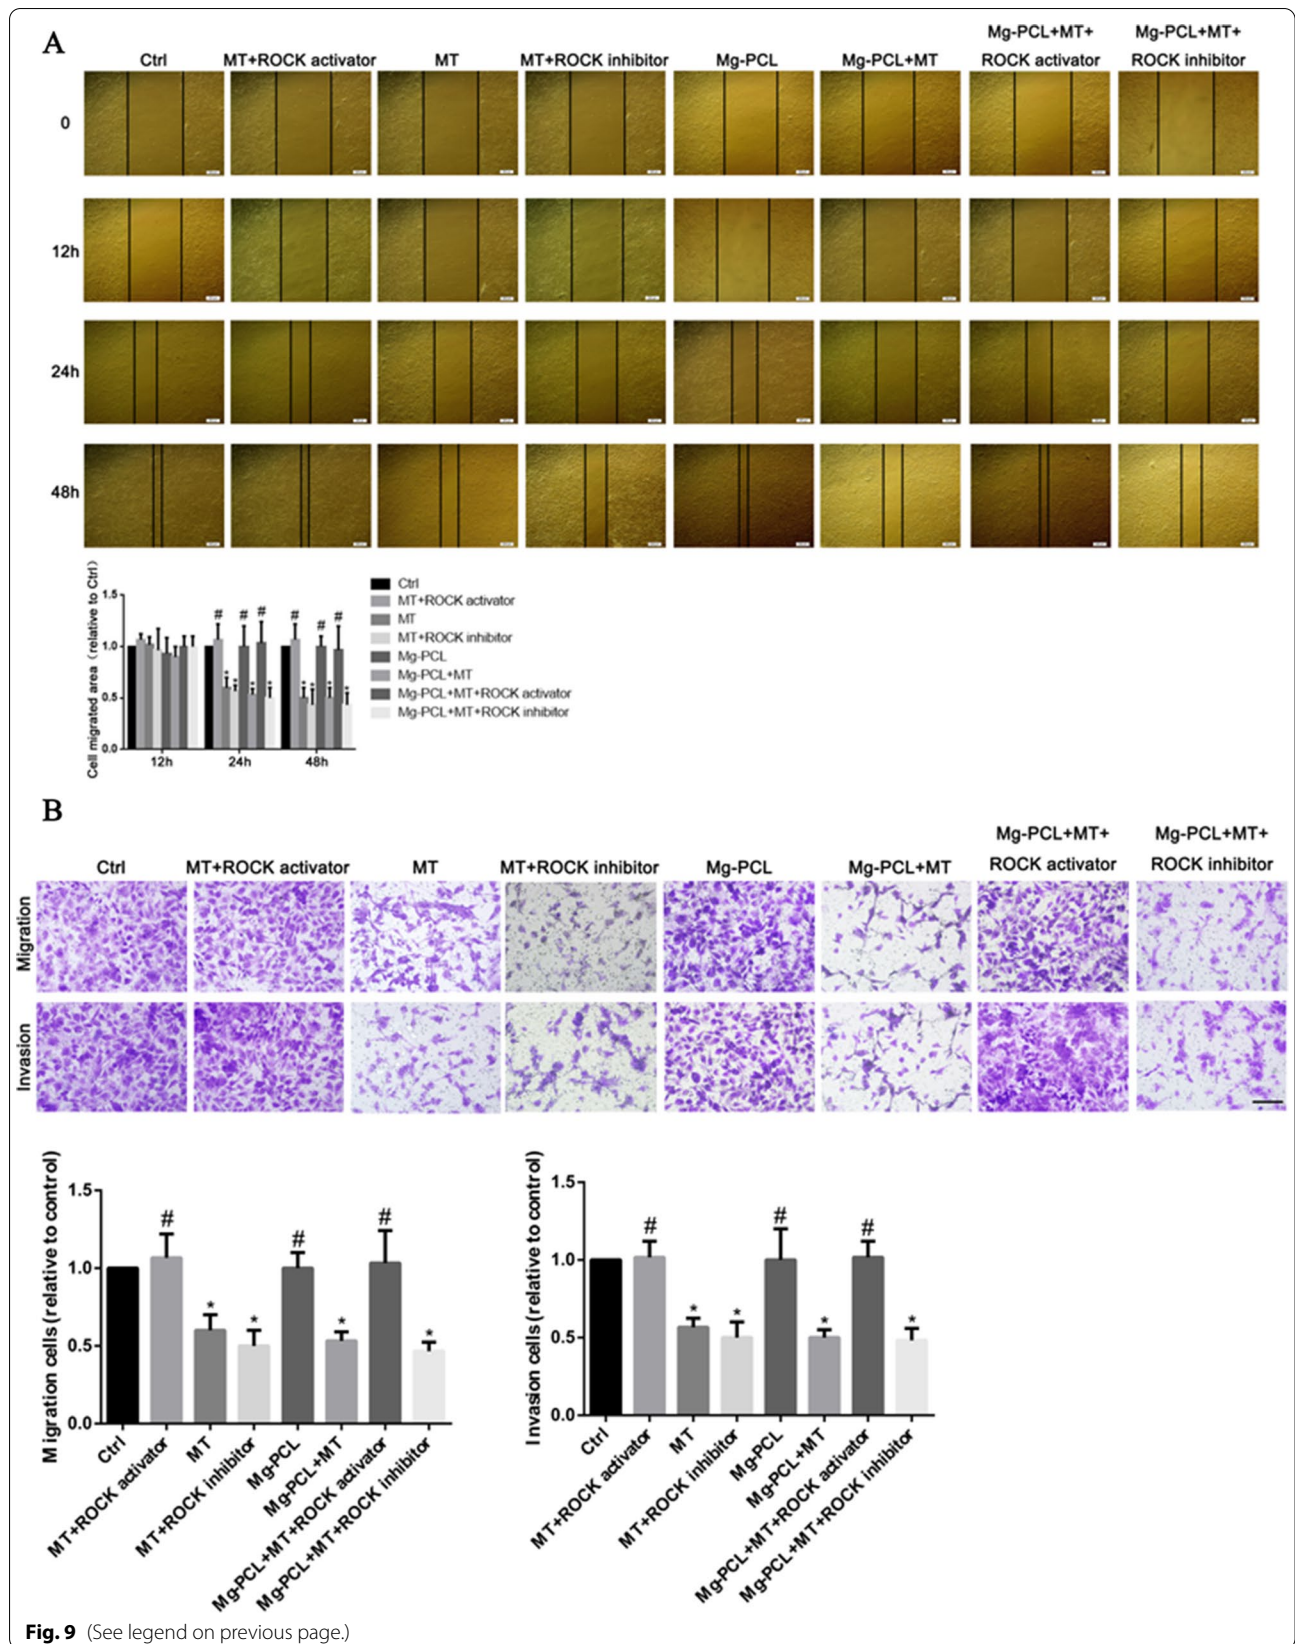 A
Mg-PCL+MT+ Mg-PCL+MT+
Ctrl MT+ROCK activator MT MT+ROCK inhibitor Mg-PCL Mg-PCL+MT ROCK activator ROCK inhibitor
0
12h
24h
48h
Cell migrated area (relative to Ctrl)
1.5
1.0
0.5
0.0
# # # # # #
* * * * * * * *
12h 24h 48h
Ctrl
MT+ROCK activator
MT
MT+ROCK inhibitor
Mg-PCL
Mg-PCL+MT
Mg-PCL+MT+ROCK activator
Mg-PCL+MT+ROCK inhibitor
B
Mg-PCL+MT+ Mg-PCL+MT+
Ctrl MT+ROCK activator MT MT+ROCK inhibitor Mg-PCL Mg-PCL+MT ROCK activator ROCK inhibitor
Migration
Invasion
Migration cells (relative to control)
1.5
1.0
0.5
0.0
# * * # * # *
Ctrl
MT+ROCK activator
MT
MT+ROCK inhibitor
Mg-PCL
Mg-PCL+MT
Mg-PCL+MT+ROCK activator
Mg-PCL+MT+ROCK inhibitor
Invasion cells (relative to control)
1.5
1.0
0.5
0.0
# * * # * # *
Ctrl
MT+ROCK activator
MT
MT+ROCK inhibitor
Mg-PCL
Mg-PCL+MT
Mg-PCL+MT+ROCK activator
Mg-PCL+MT+ROCK inhibitor
Fig. 9 (See legend on previous page.)